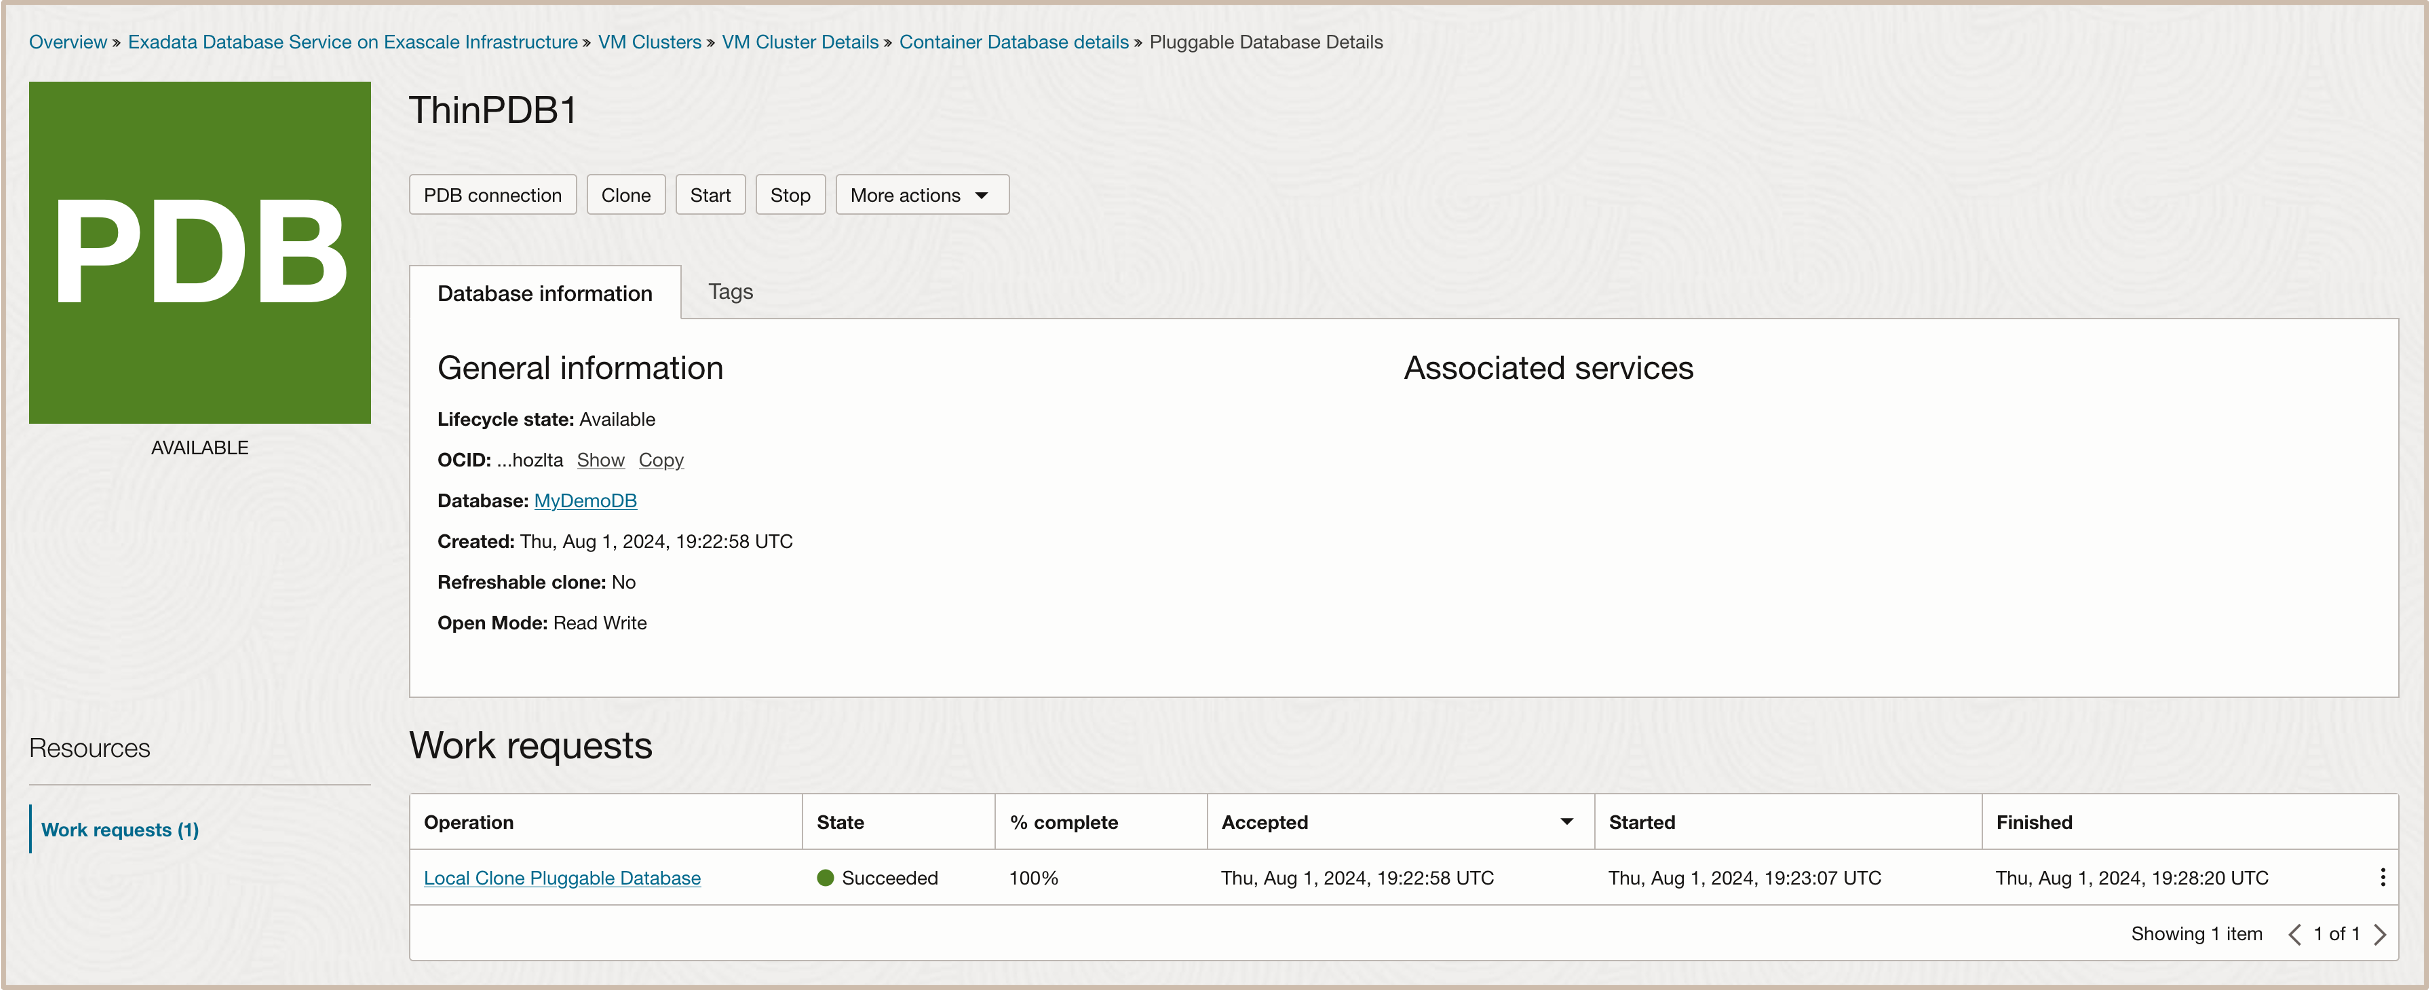 Overview » Exadata Database Service on Exascale Infrastructure » VM Clusters » VM Cluster Details » Container Database details » Pluggable Database Details
PDB
AVAILABLE
ThinPDB1
PDB connection Clone Start Stop More actions
Database information Tags
General information
Lifecycle state: Available
OCID: ...hozlta Show Copy
Database: MyDemoDB
Created: Thu, Aug 1, 2024, 19:22:58 UTC
Refreshable clone: No
Open Mode: Read Write
Associated services
Resources
Work requests (1)
Work requests
Operation State % complete Accepted Started Finished
Local Clone Pluggable Database Succeeded 100% Thu, Aug 1, 2024, 19:22:58 UTC Thu, Aug 1, 2024, 19:23:07 UTC Thu, Aug 1, 2024, 19:28:20 UTC
Showing 1 item 1 of 1